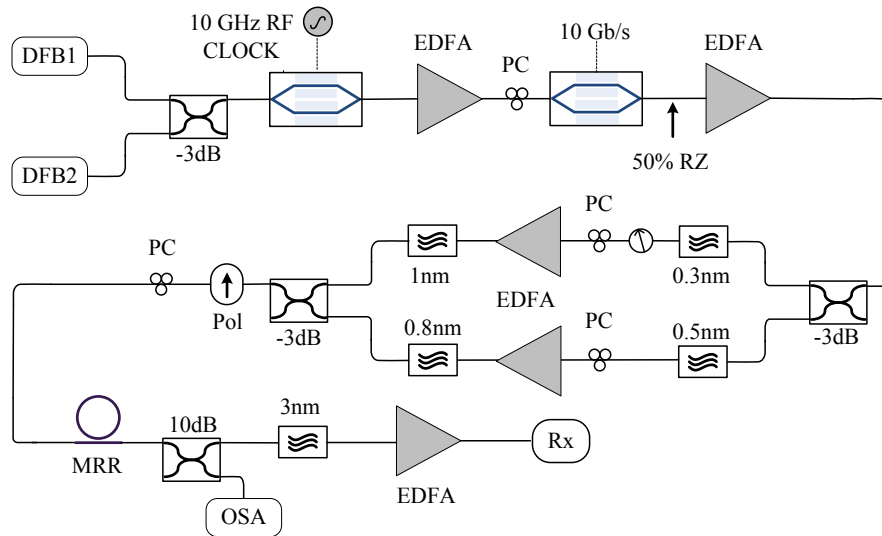 10 GHz RF
CLOCK
EDFA
10 Gb/s
EDFA
DFB1
PC
-3dB
50% RZ
DFB2
PC
PC
1nm
EDFA
0.3nm
Pol
-3dB
0.8nm
PC
0.5nm
-3dB
10dB
3nm
Rx
MRR
EDFA
OSA